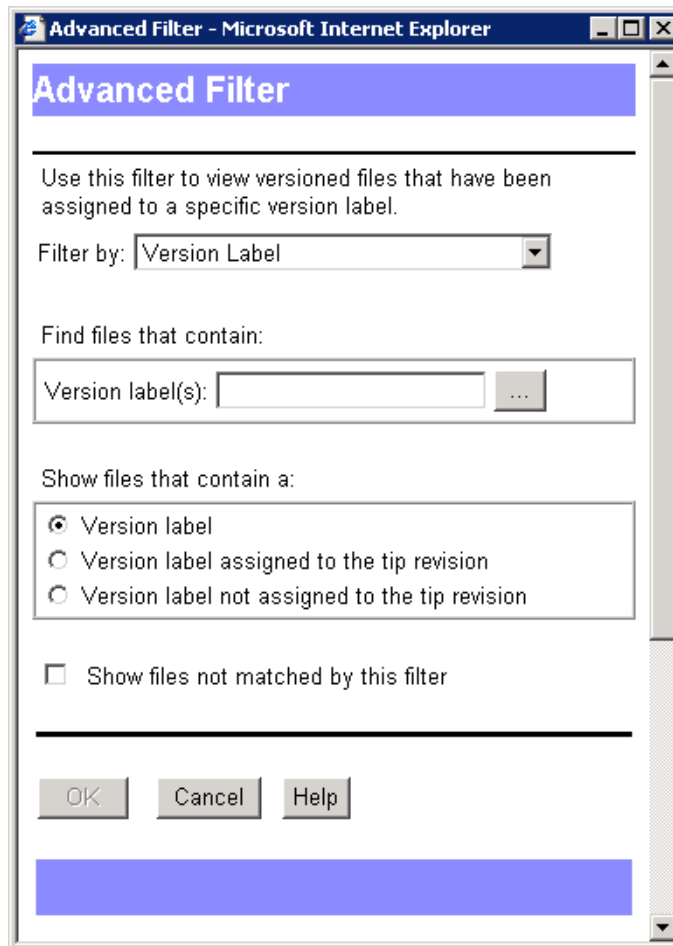 Advanced Filter - Microsoft Internet Explorer
Advanced Filter
Use this filter to view versioned files that have been
assigned to a specific version label.
Filter by: Version Label
Find files that contain:
Version label(s): ...
Show files that contain a:
Version label
Version label assigned to the tip revision
Version label not assigned to the tip revision
Show files not matched by this filter
OK Cancel Help